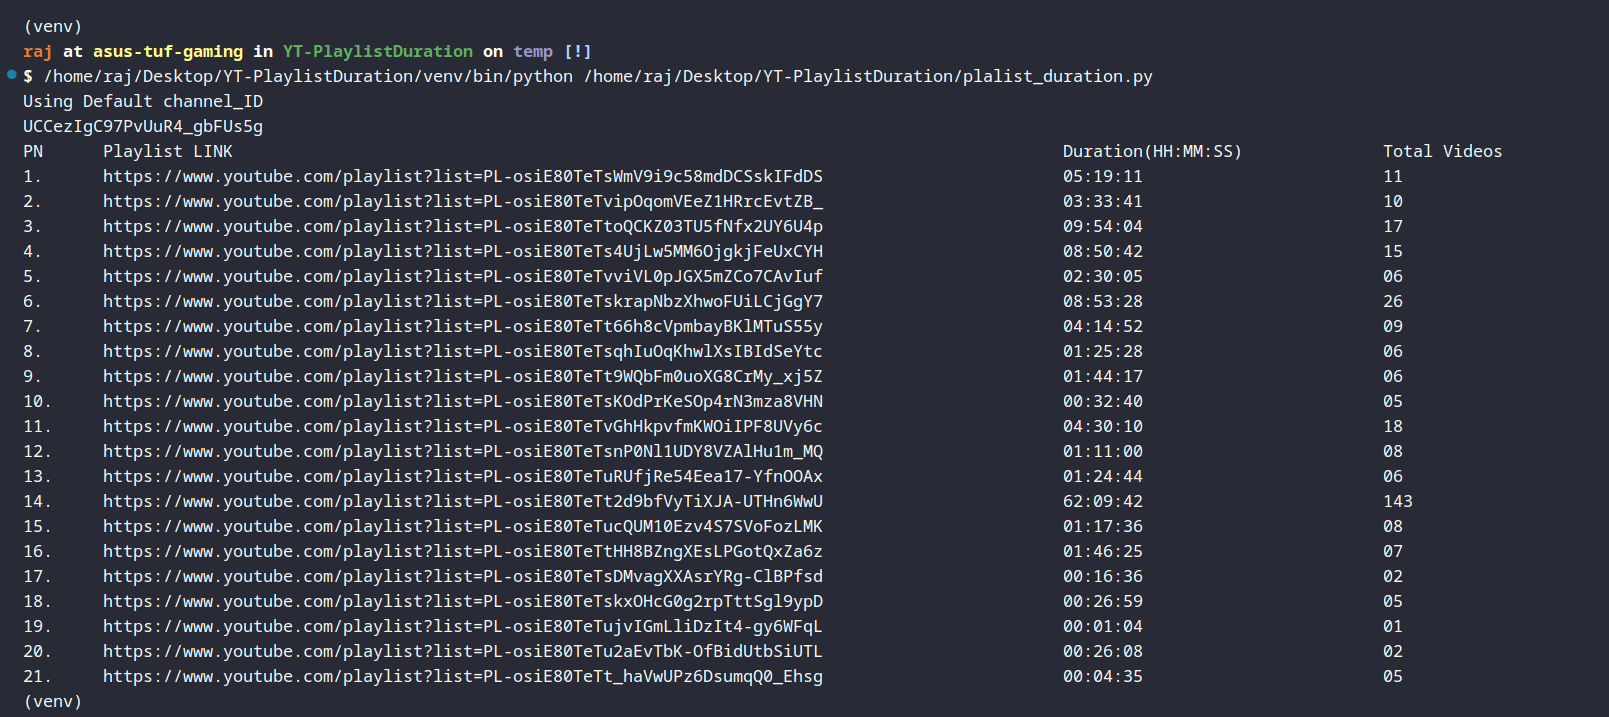 (venv)
raj at asus-tuf-gaming in YT-PlaylistDuration on temp [!]
$ /home/raj/Desktop/YT-PlaylistDuration/venv/bin/python /home/raj/Desktop/YT-PlaylistDuration/plalist_duration.py
Using Default channel_ID
UCCezIgC97PvUuR4_gbFUs5g
PN Playlist LINK Duration(HH:MM:SS) Total Videos
1. https://www.youtube.com/playlist?list=PL-osiE80TeTsWmV9i9c58mdDCSskIFdDS 05:19:11 11
2. https://www.youtube.com/playlist?list=PL-osiE80TeTvipOqomVEeZ1HRrcEvtZB_ 03:33:41 10
3. https://www.youtube.com/playlist?list=PL-osiE80TeTtoQCKZ03TU5fNfx2UY6U4p 09:54:04 17
4. https://www.youtube.com/playlist?list=PL-osiE80TeTs4UjLw5MM6OjgkjFeUxCYH 08:50:42 15
5. https://www.youtube.com/playlist?list=PL-osiE80TeTvviVL0pJGX5mZCo7CAvIuf 02:30:05 06
6. https://www.youtube.com/playlist?list=PL-osiE80TeTskrapNbzXhwoFUiLCjGgY7 08:53:28 26
7. https://www.youtube.com/playlist?list=PL-osiE80TeTt66h8cVpmbayBKlMTuS55y 04:14:52 09
8. https://www.youtube.com/playlist?list=PL-osiE80TeTsqhIuOqKhwlXsIBIdSeYtc 01:25:28 06
9. https://www.youtube.com/playlist?list=PL-osiE80TeTt9WQbFm0uoXG8CrMy_xj5Z 01:44:17 06
10. https://www.youtube.com/playlist?list=PL-osiE80TeTsKOdPrKeSOp4rN3mza8VHN 00:32:40 05
11. https://www.youtube.com/playlist?list=PL-osiE80TeTvGhHkpvfmKWOiIPF8UVy6c 04:30:10 18
12. https://www.youtube.com/playlist?list=PL-osiE80TeTsnP0Nl1UDY8VZAlHu1m_MQ 01:11:00 08
13. https://www.youtube.com/playlist?list=PL-osiE80TeTuRUfjRe54Eea17-YfnOOAx 01:24:44 06
14. https://www.youtube.com/playlist?list=PL-osiE80TeTt2d9bfVyTiXJA-UTHn6WwU 62:09:42 143
15. https://www.youtube.com/playlist?list=PL-osiE80TeTucQUM10Ezv4S7SVoFozLMK 01:17:36 08
16. https://www.youtube.com/playlist?list=PL-osiE80TeTtHH8BZngXEsLPGotQxZa6z 01:46:25 07
17. https://www.youtube.com/playlist?list=PL-osiE80TeTsDMvagXXAsrYRg-ClBPfsd 00:16:36 02
18. https://www.youtube.com/playlist?list=PL-osiE80TeTskxOHcG0g2rpTttSgl9ypD 00:26:59 05
19. https://www.youtube.com/playlist?list=PL-osiE80TeTujvIGmLliDzIt4-gy6WFqL 00:01:04 01
20. https://www.youtube.com/playlist?list=PL-osiE80TeTu2aEvTbK-OfBidUtbSiUTL 00:26:08 02
21. https://www.youtube.com/playlist?list=PL-osiE80TeTt_haVwUPz6DsumqQ0_Ehsg 00:04:35 05
(venv)